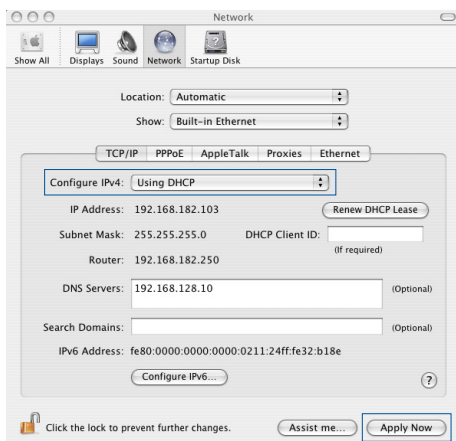 Network
Show All Displays Sound Network Startup Disk
Location: Automatic
Show: Built-in Ethernet
TCP/IP PPPoE AppleTalk Proxies Ethernet
Configure IPv4: Using DHCP
IP Address: 192.168.182.103 Renew DHCP Lease
Subnet Mask: 255.255.255.0 DHCP Client ID:
(If required)
Router: 192.168.182.250
DNS Servers: 192.168.128.10 (Optional)
Search Domains: (Optional)
IPv6 Address: fe80:0000:0000:0000:0211:24ff:fe32:b18e
Configure IPv6... ?
Click the lock to prevent further changes. Assist me... Apply Now